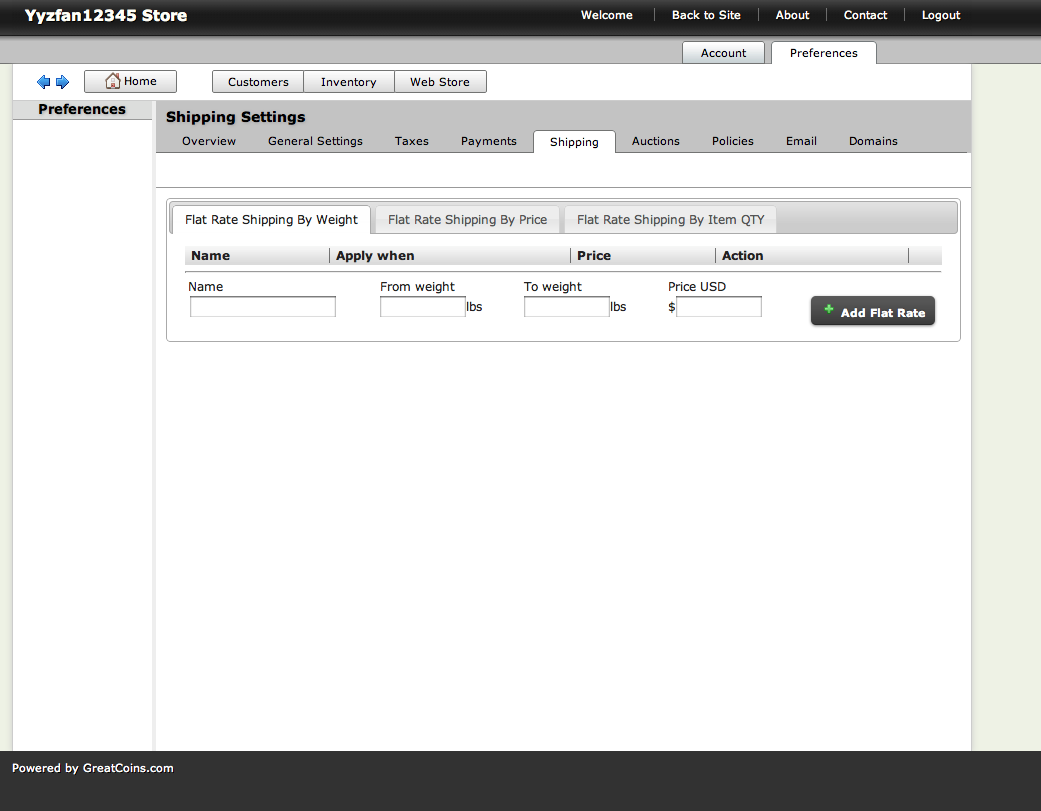 Yyzfan12345 Store
Welcome Back to Site About Contact Logout
Account Preferences
Home Customers Inventory Web Store
Preferences
Shipping Settings
Overview General Settings Taxes Payments Shipping Auctions Policies Email Domains
Flat Rate Shipping By Weight Flat Rate Shipping By Price Flat Rate Shipping By Item QTY
Name Apply when Price Action
Name From weight To weight Price USD
lbs lbs $ Add Flat Rate
Powered by GreatCoins.com